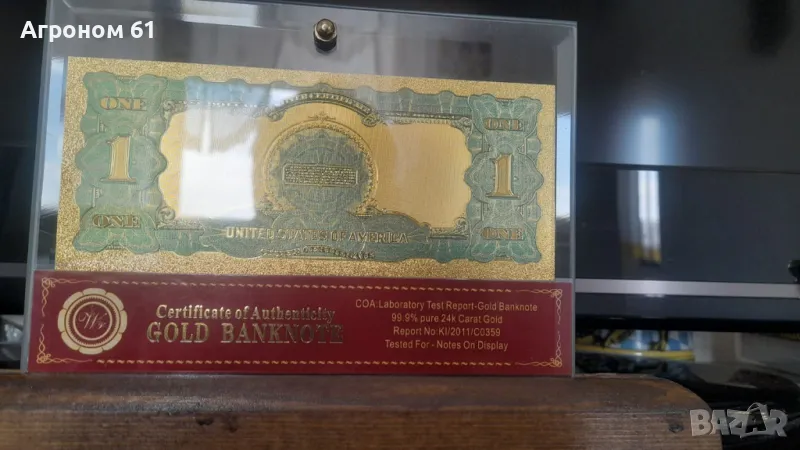 Агроном 61
ONE
ONE
1
1
UNITED STATES OF AMERICA
ONE
ONE
Certificate of Authenticity
GOLD BANKNOTE
COA:Laboratory Test Report-Gold Banknote
99.9% pure 24k Carat Gold
Report No:KI/2011/C0359
Tested For - Notes On Display
BAZAR